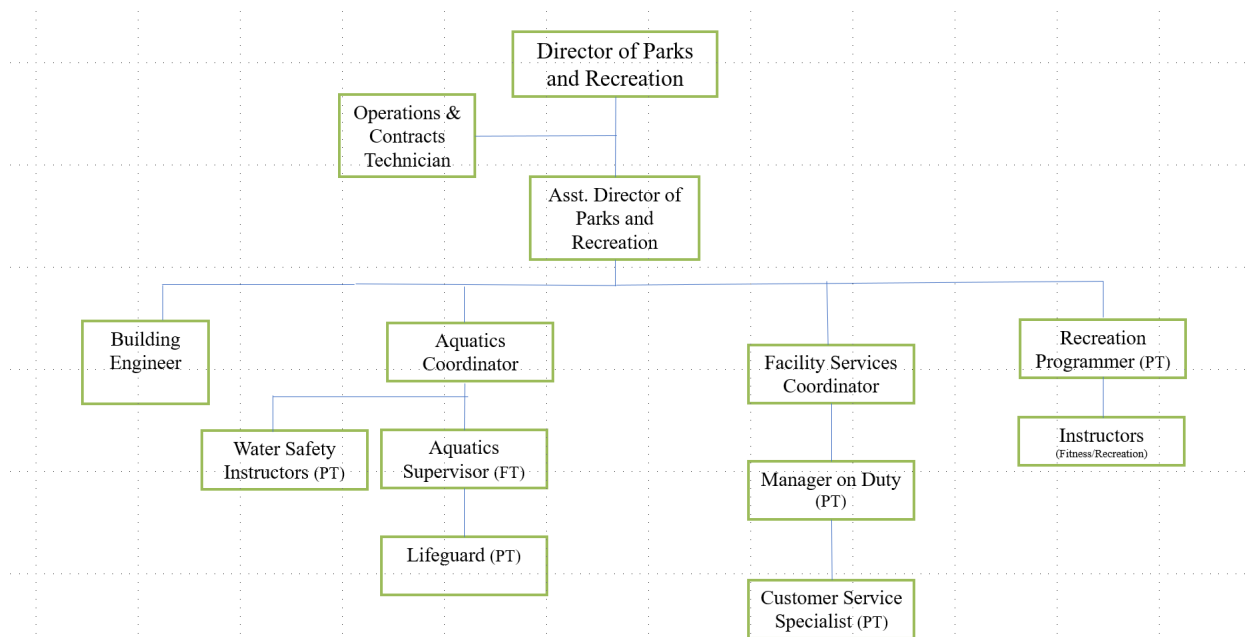 Director of Parks
and Recreation
Operations &
Contracts
Technician
Asst. Director of
Parks and
Recreation
Building
Engineer
Aquatics
Coordinator
Facility Services
Coordinator
Recreation
Programmer (PT)
Water Safety
Instructors (PT)
Aquatics
Supervisor (FT)
Manager on Duty
(PT)
Instructors
(Fitness/Recreation)
Lifeguard (PT)
Customer Service
Specialist (PT)